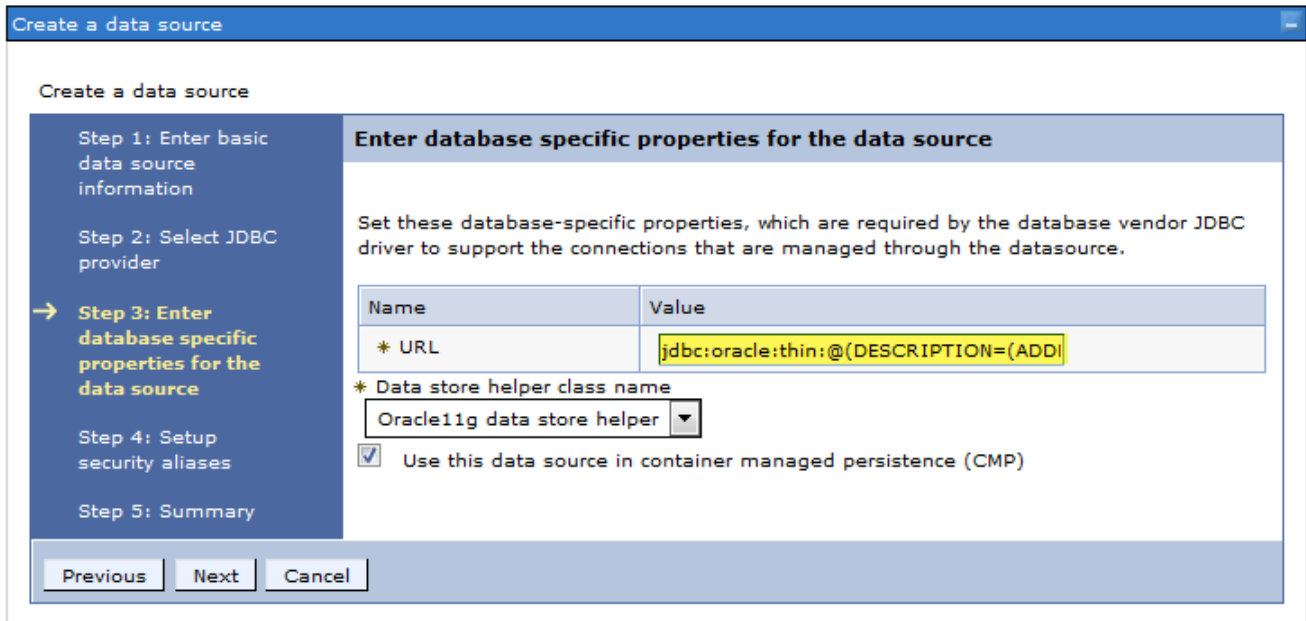 Create a data source
Create a data source
Step 1: Enter basic
data source
information
Step 2: Select JDBC
provider
Step 3: Enter
database specific
properties for the
data source
Step 4: Setup
security aliases
Step 5: Summary
Enter database specific properties for the data source
Set these database-specific properties, which are required by the database vendor JDBC
driver to support the connections that are managed through the datasource.
Name Value
* URL jdbc:oracle:thin:@(DESCRIPTION=(ADD
* Data store helper class name
Oracle11g data store helper
Use this data source in container managed persistence (CMP)
Previous Next Cancel